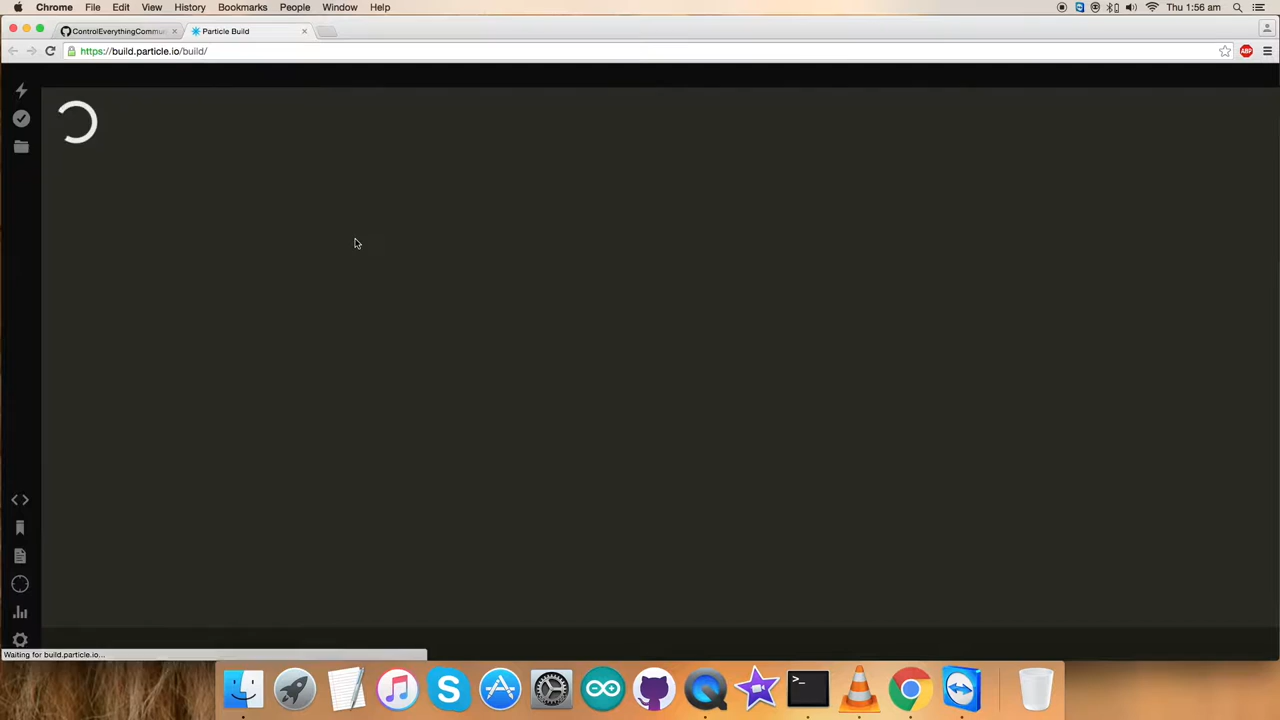 Chrome File Edit View History Bookmarks People Window Help Thu 1:56 am
ControlEverythingCommu Particle Build
https://build.particle.io/build/ ABP
Waiting for build.particle.io...